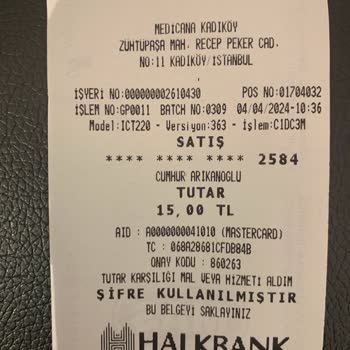 MEDICANA KADIKÖY
ZÜHTÜPAŞA MAH. RECEP PEKER CAD.
NO:11 KADIKÖY/İSTANBUL
İŞYERİ NO:000000002610430 POS NO:01704032
İŞLEM NO:GP0011 BATCH NO:0309 04/04/2024-10:36
Model:ICT220 - Versiyon:363 - İşlem:C1DC3M
SATIŞ
**** **** **** 2584
CUMHUR ARIKANOGLU
TUTAR
15,00 TL
AID : A0000000041010 (MASTERCARD)
TC : 068A28681CFDB84B
ONAY KODU : 860263
TUTAR KARŞILIĞI MAL VEYA HİZMETİ ALDIM
ŞİFRE KULLANILMIŞTIR
BU BELGEYİ SAKLAYINIZ
HALKBANK